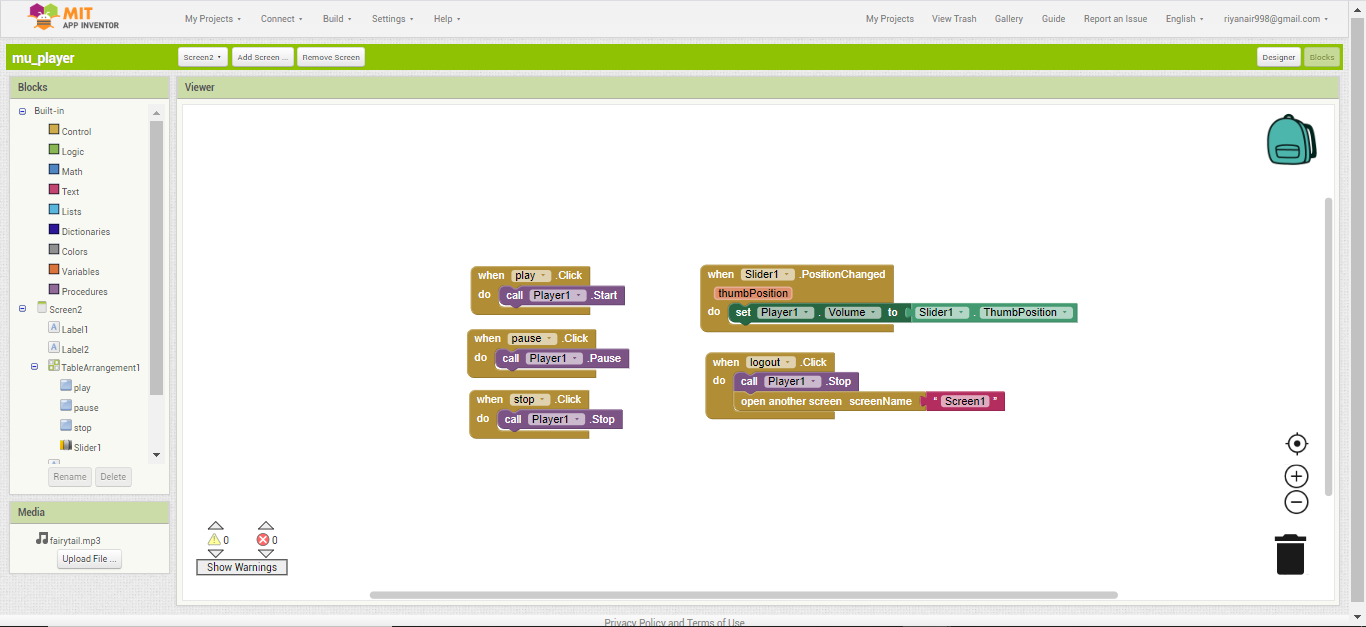 MIT
APP INVENTOR
My Projects Connect Build Settings Help My Projects View Trash Gallery Guide Report an Issue English riyanair998@gmail.com
mu_player Screen2 Add Screen ... Remove Screen Designer Blocks
Blocks
Built-in
Control
Logic
Math
Text
Lists
Dictionaries
Colors
Variables
Procedures
Screen2
Label1
Label2
TableArrangement1
play
pause
stop
Slider1
Rename Delete
Media
fairytail.mp3
Upload File ...
Viewer
when play .Click
do call Player1 .Start
when pause .Click
do call Player1 .Pause
when stop .Click
do call Player1 .Stop
when Slider1 .PositionChanged
thumbPosition
do set Player1 . Volume to Slider1 . ThumbPosition
when logout .Click
do call Player1 .Stop
open another screen screenName " Screen1 "
0 0
Show Warnings
Privacy Policy and Terms of Use